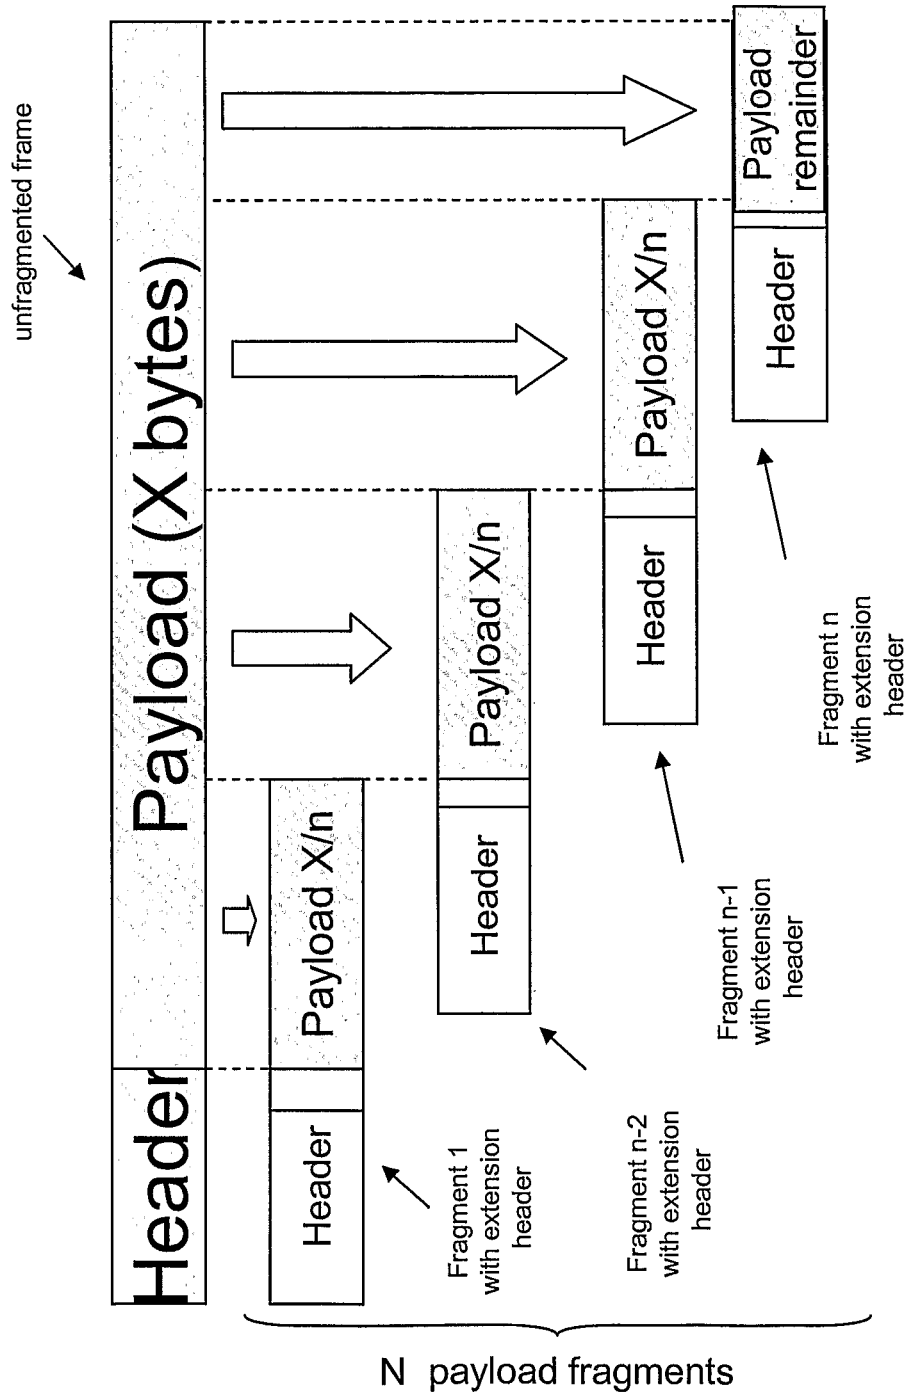 unfragmented frame
Header
Payload (X bytes)
Header
Payload X/n
Fragment 1
with extension
header
Header
Payload X/n
Fragment n-2
with extension
header
Header
Payload X/n
Fragment n-1
with extension
header
Header
Payload
remainder
Fragment n
with extension
header
N payload fragments